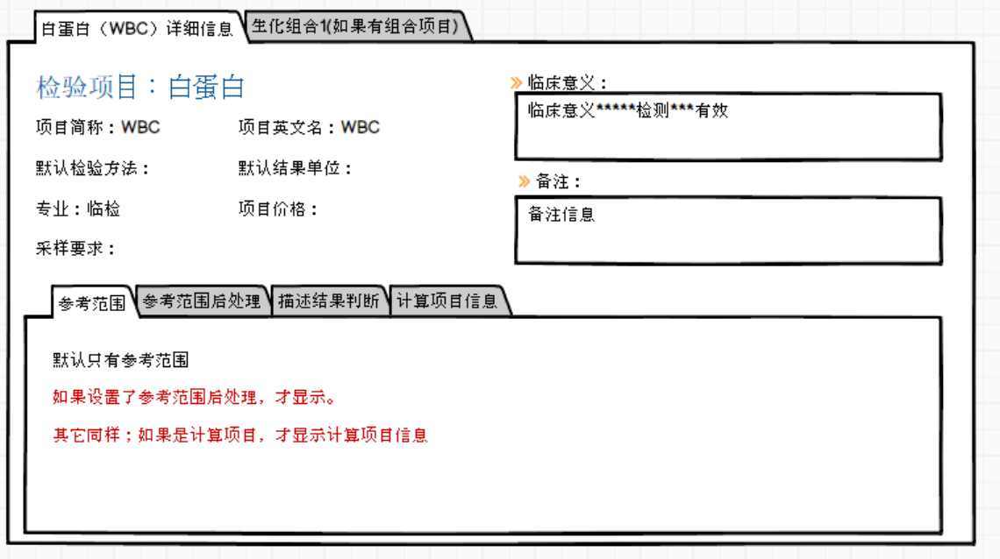 白蛋白（WBC）详细信息
生化组合1(如果有组合项目)
检验项目：白蛋白
项目简称：WBC
项目英文名：WBC
默认检验方法：
默认结果单位：
专业：临检
项目价格：
采样要求：
临床意义：
临床意义*****检测***有效
备注：
备注信息
参考范围
参考范围后处理
描述结果判断
计算项目信息
默认只有参考范围
如果设置了参考范围后处理，才显示。
其它同样；如果是计算项目，才显示计算项目信息